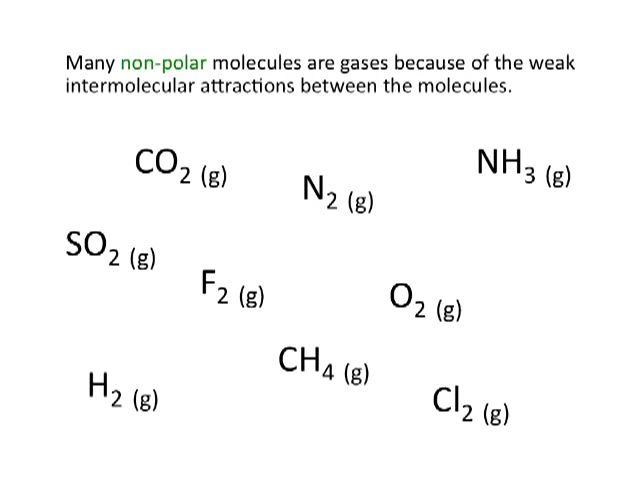 Many non-polar molecules are gases because of the weak
intermolecular attractions between the molecules.
CO₂ (g)
N₂ (g)
NH₃ (g)
SO₂ (g)
F₂ (g)
O₂ (g)
CH₄ (g)
H₂ (g)
Cl₂ (g)